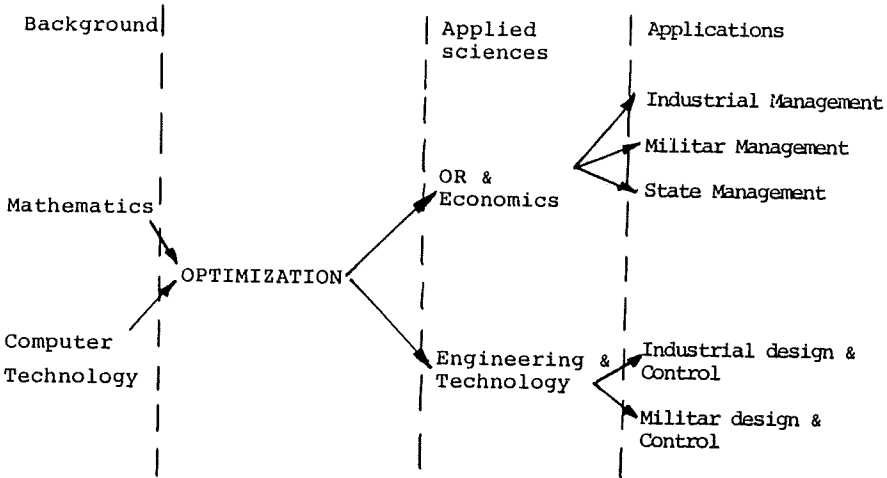 Background
Applied
sciences
Applications
Industrial Management
Militar Management
State Management
OR &
Economics
Mathematics
OPTIMIZATION
Computer
Technology
Engineering &
Technology
Industrial design &
Control
Militar design &
Control